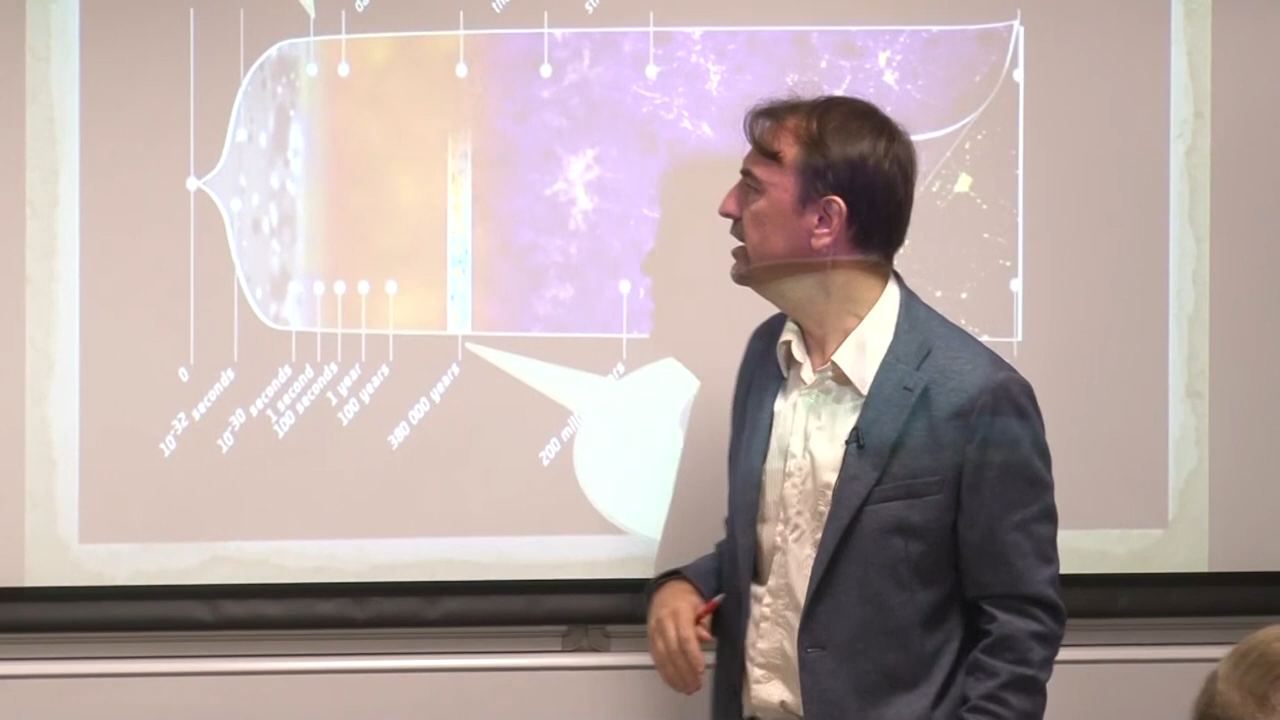 0
10⁻³² seconds
10⁻³⁰ seconds
1 second
100 seconds
1 year
100 years
380 000 years
200